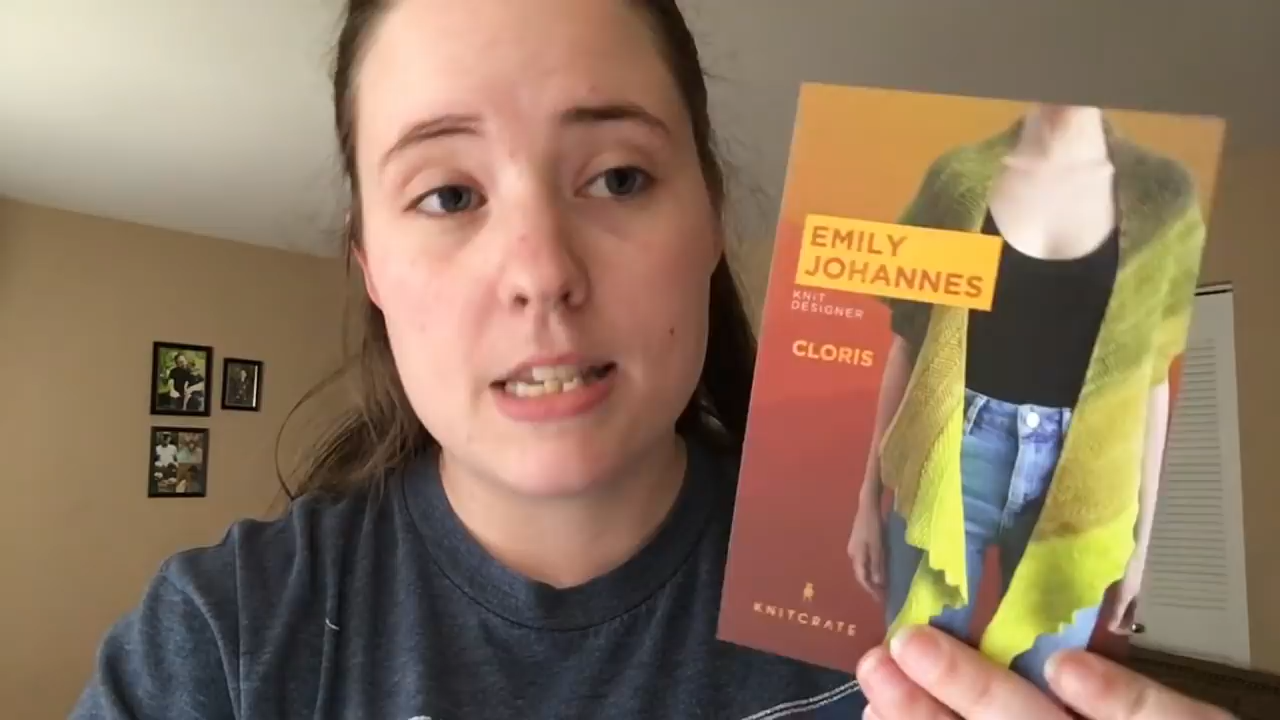 EMILY
JOHANNES
KNIT
DESIGNER
CLORIS
KNITCRATE